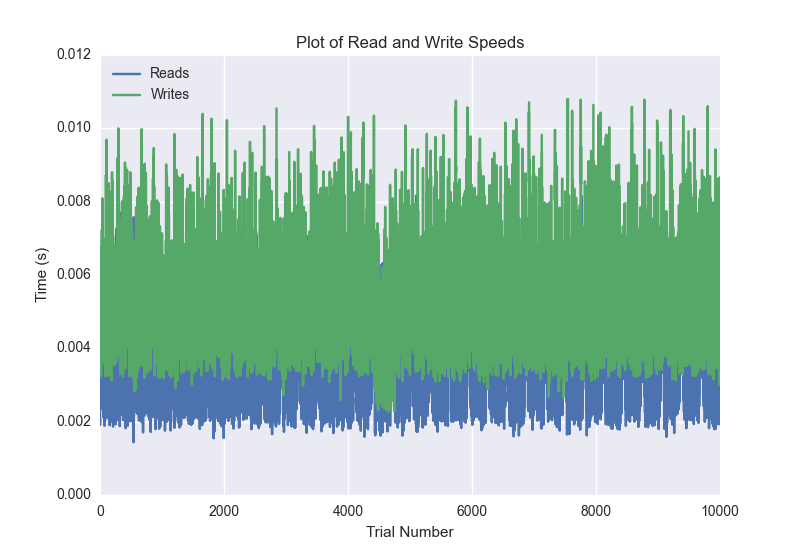 Plot of Read and Write Speeds
0.012
Reads
Writes
0.010
0.008
Time (s)
0.006
0.004
0.002
0.000
0 2000 4000 6000 8000 10000
Trial Number